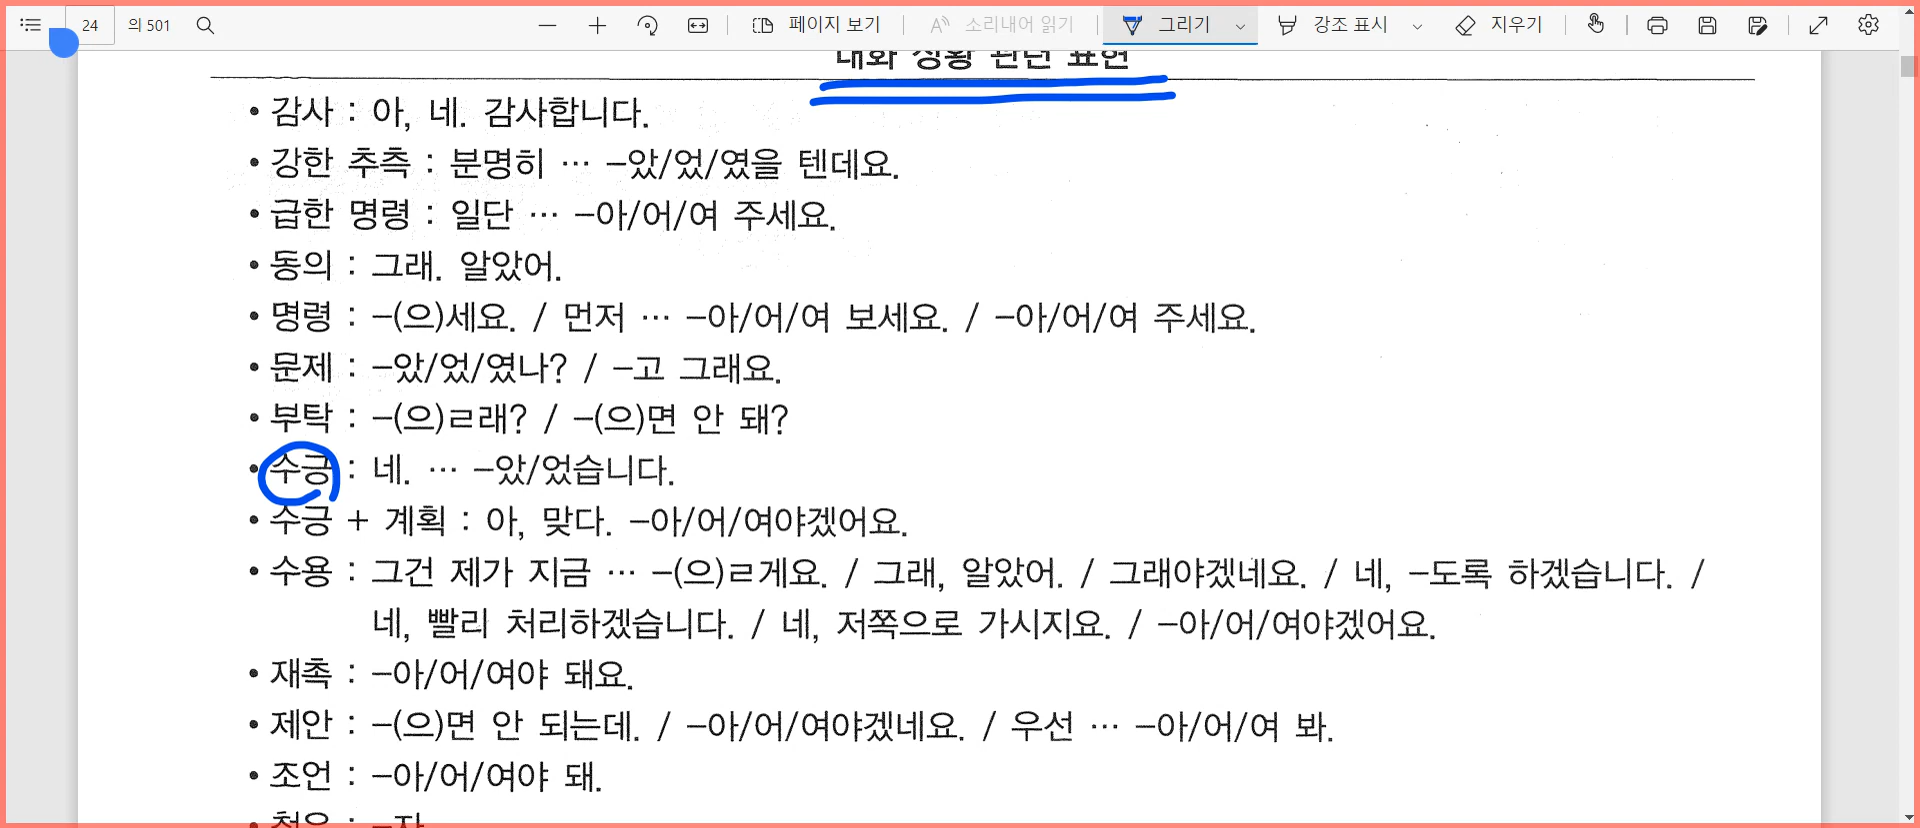 24 의 501 페이지 보기 소리내어 읽기 그리기 강조 표시 지우기
대화 상황 관련 표현
• 감사 : 아, 네. 감사합니다.
• 강한 추측 : 분명히 … –았/었/였을 텐데요.
• 급한 명령 : 일단 … –아/어/여 주세요.
• 동의 : 그래. 알았어.
• 명령 : –(으)세요. / 먼저 … –아/어/여 보세요. / –아/어/여 주세요.
• 문제 : –았/었/였나? / –고 그래요.
• 부탁 : –(으)ㄹ래? / –(으)면 안 돼?
• 수긍 : 네. … –았/었습니다.
• 수긍 + 계획 : 아, 맞다. –아/어/여야겠어요.
• 수용 : 그건 제가 지금 … –(으)ㄹ게요. / 그래, 알았어. / 그래야겠네요. / 네, –도록 하겠습니다. /
네, 빨리 처리하겠습니다. / 네, 저쪽으로 가시지요. / –아/어/여야겠어요.
• 재촉 : –아/어/여야 돼요.
• 제안 : –(으)면 안 되는데. / –아/어/여야겠네요. / 우선 … –아/어/여 봐.
• 조언 : –아/어/여야 돼.